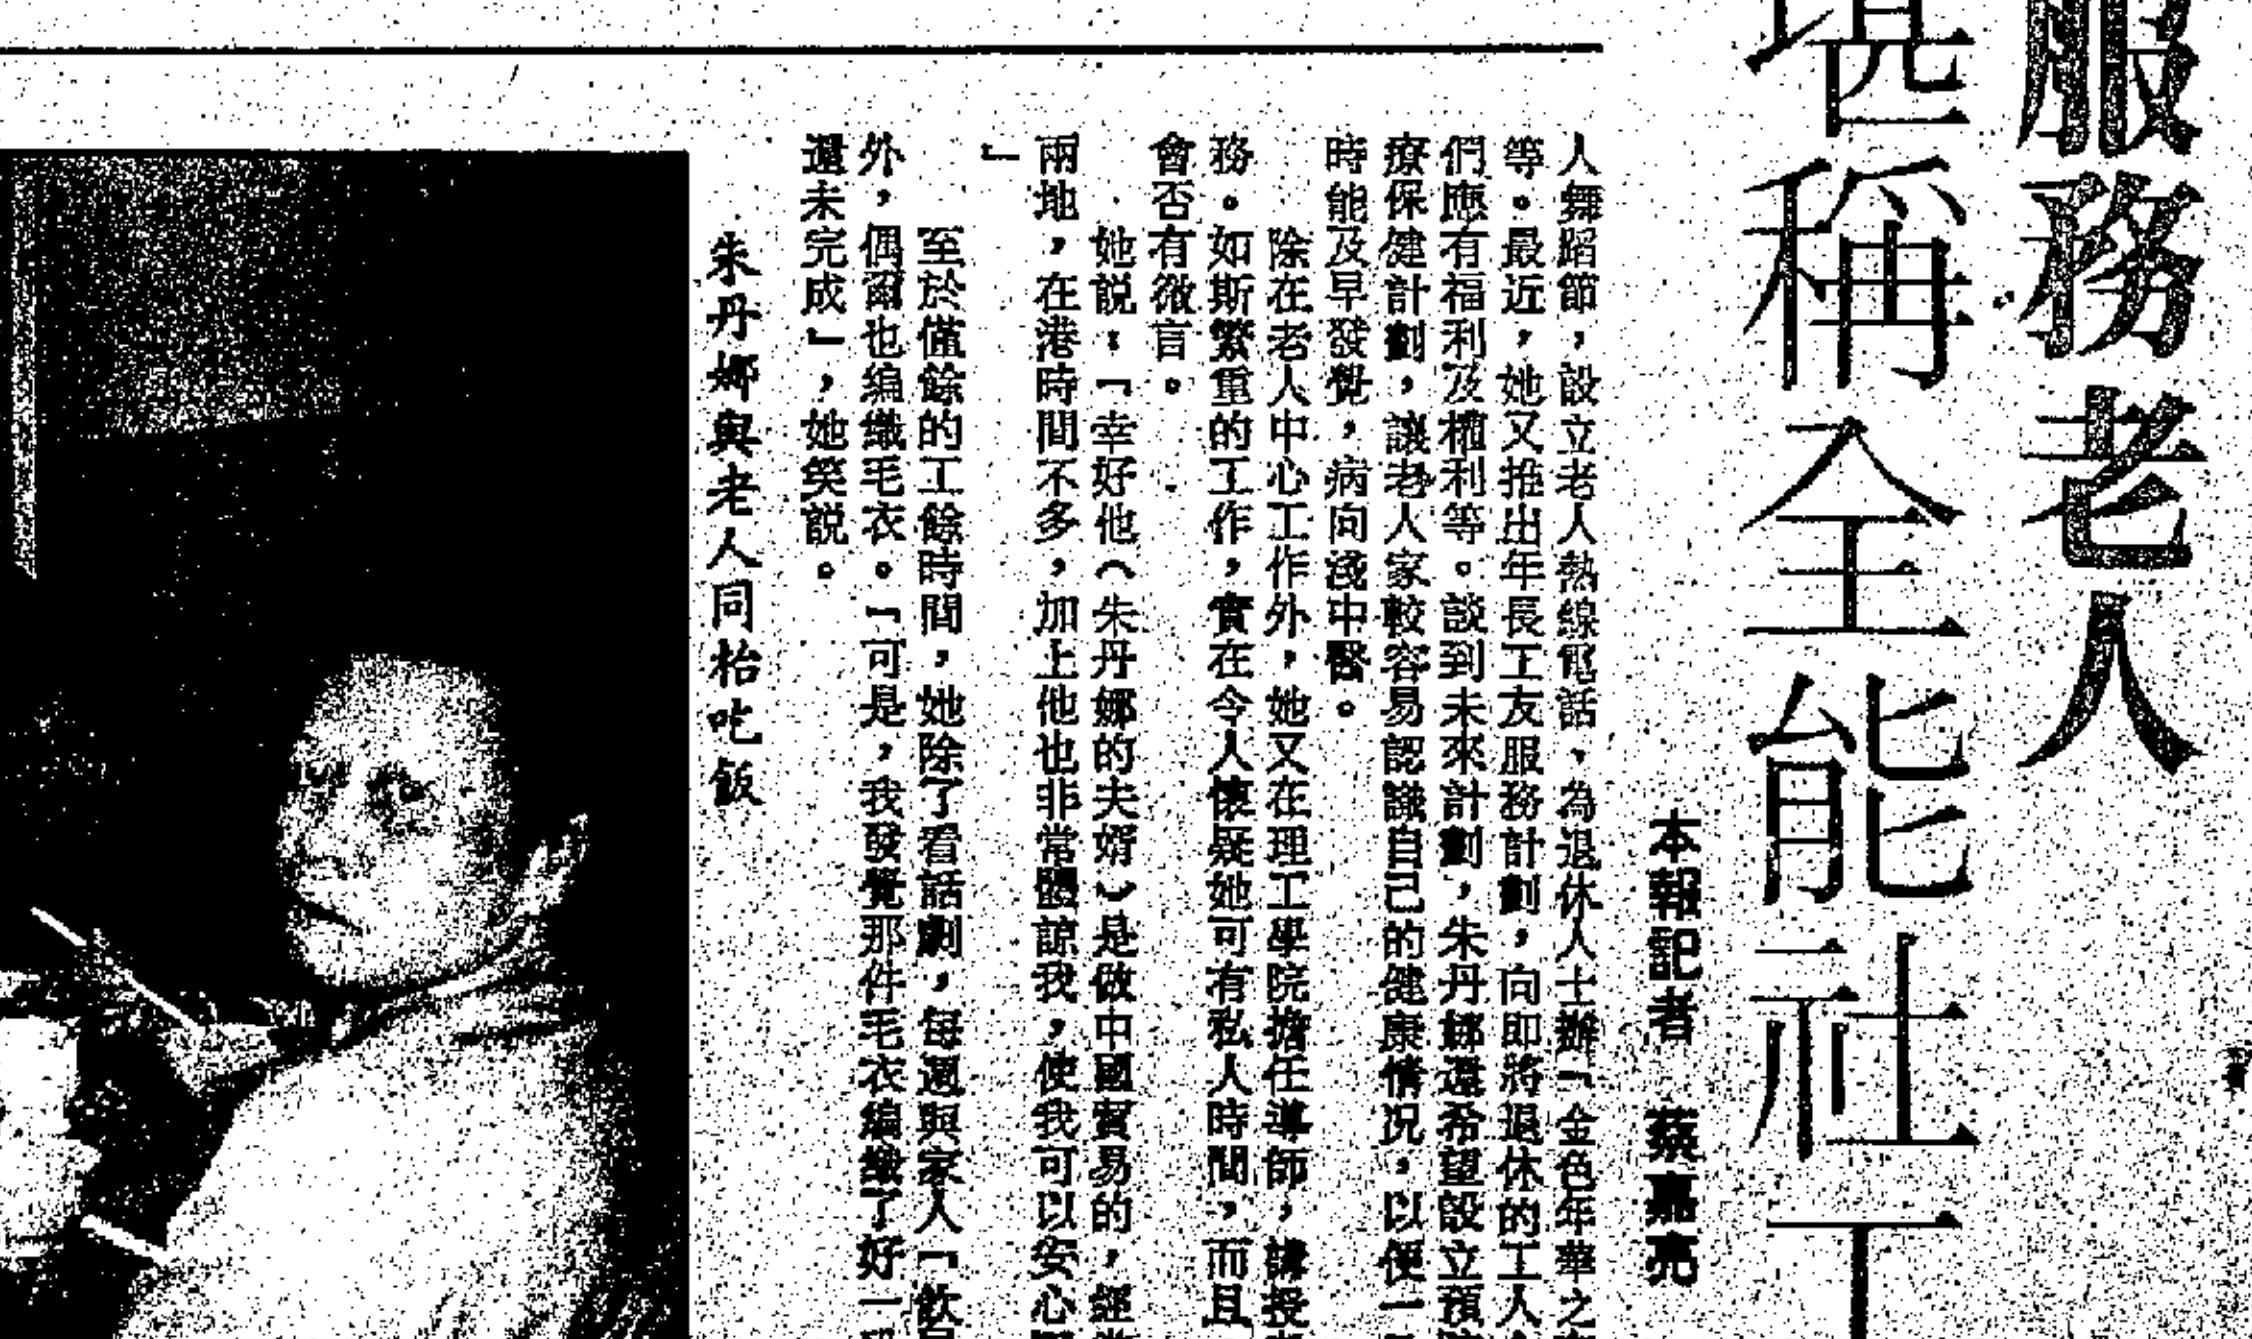 服務老人
堪稱全能社工
本報記者 蔡嘉亮
人舞蹈節，設立老人熱線電話，為退休人士辦「金色年華之
等。最近，她又推出年長工友服務計劃，向即將退休的工人
們應有福利及權利等。談到未來計劃，朱丹娜還希望設立預
療保健計劃，讓老人家較容易認識自己的健康情況，以便一
時能及早發覺，病向淺中醫。
除在老人中心工作外，她又在理工學院擔任導師，講授
務。如斯繁重的工作，實在令人懷疑她可有私人時間，而且
會否有微言。
她説：「幸好他（朱丹娜的夫婿）是做中國貿易的，經常
兩地，在港時間不多，加上他也非常體諒我，使我可以安心
」
至於僅餘的工餘時間，她除了看話劇，每週與家人「飲
外，偶爾也編織毛衣。「可是，我發覺那件毛衣編織了好一
還未完成」，她笑説。
朱丹娜與老人同枱吃飯